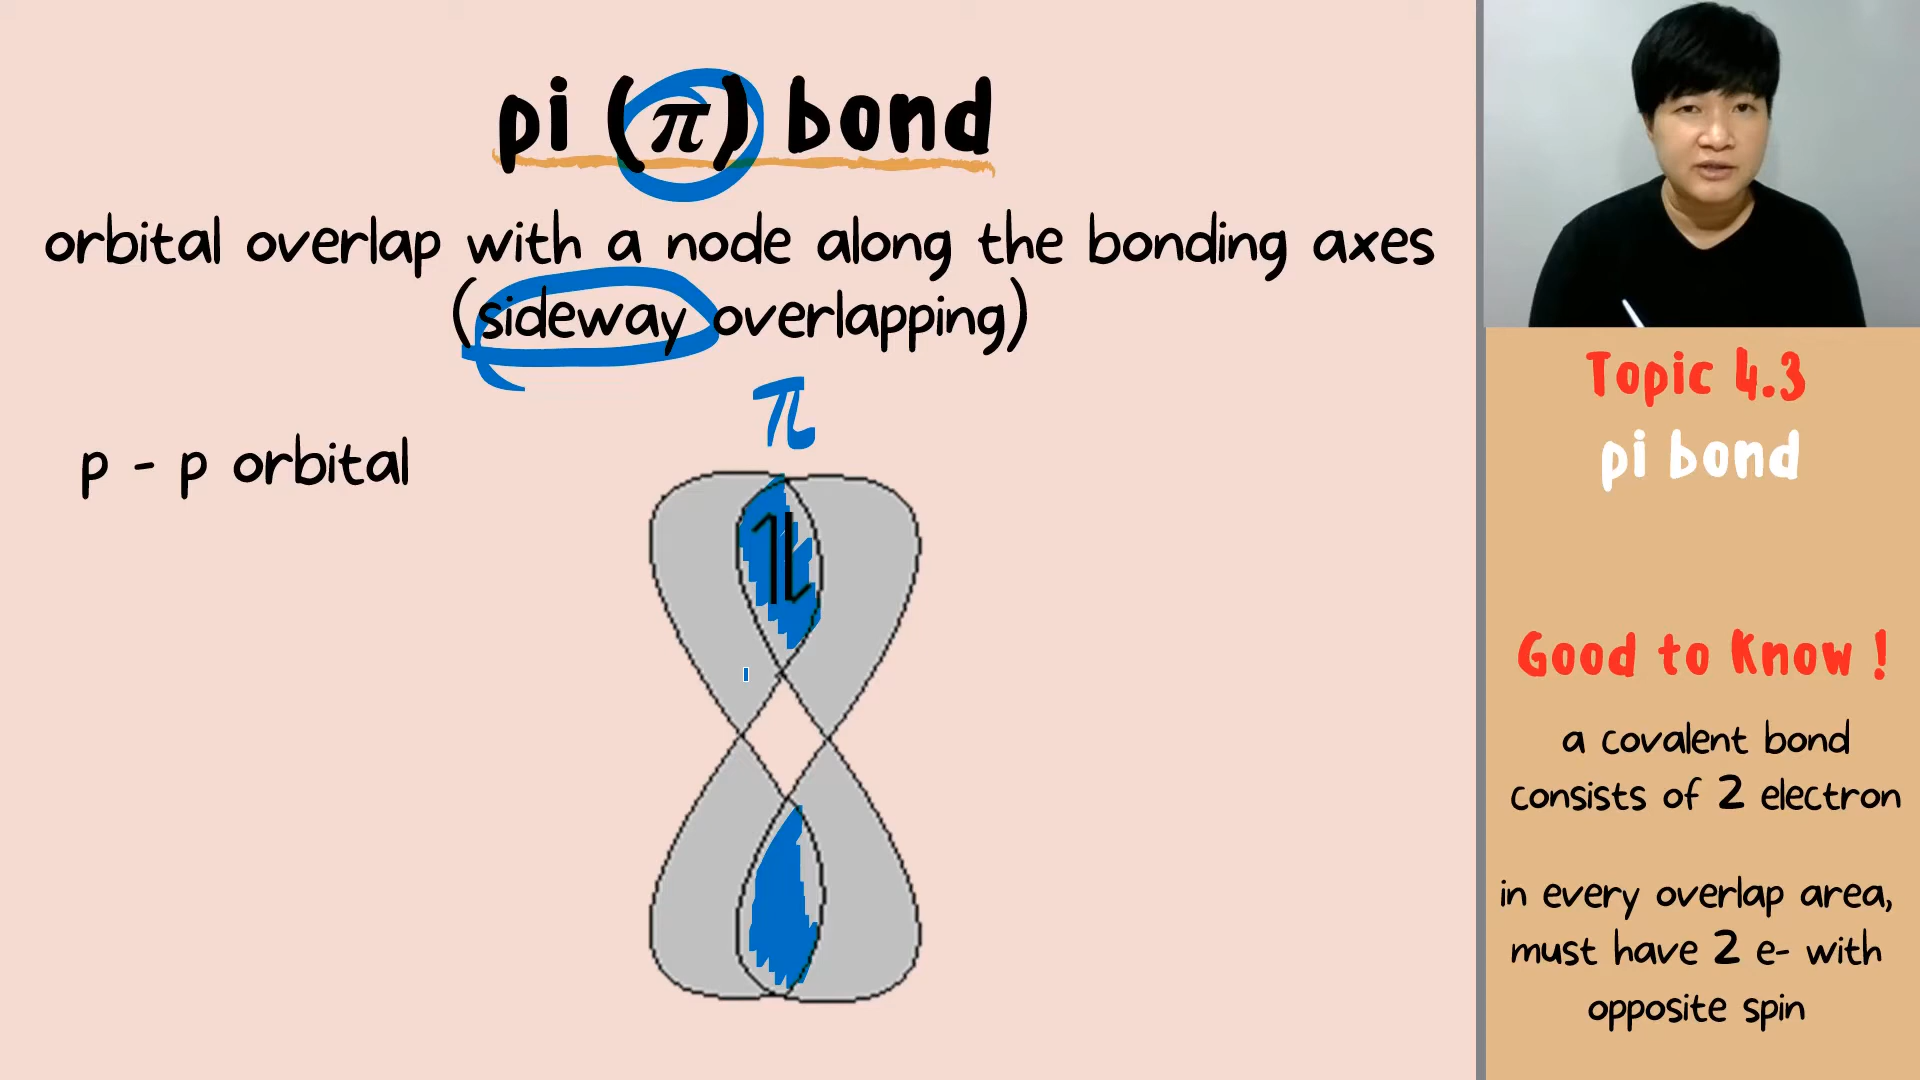 pi (π) bond
orbital overlap with a node along the bonding axes
(sideway overlapping)
π
p - p orbital
Topic 4.3
pi bond
Good to Know !
a covalent bond
consists of 2 electron
in every overlap area,
must have 2 e- with
opposite spin